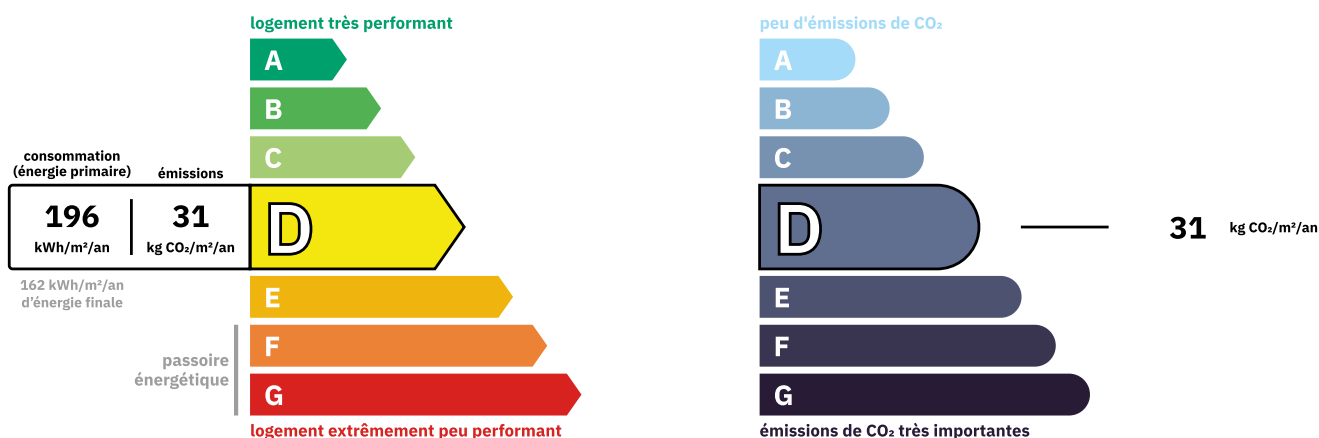 logement très performant
A
B
C
consommation
(énergie primaire)
émissions
196
kWh/m²/an
31
kg CO₂/m²/an
D
162 kWh/m²/an
d'énergie finale
E
passoire
énergétique
F
G
logement extrêmement peu performant
peu d'émissions de CO₂
A
B
C
D
31
kg CO₂/m²/an
E
F
G
émissions de CO₂ très importantes